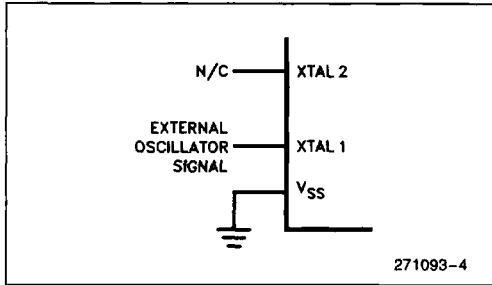 N/C XTAL 2
EXTERNAL
OSCILLATOR XTAL 1
SIGNAL
VSS
271093-4